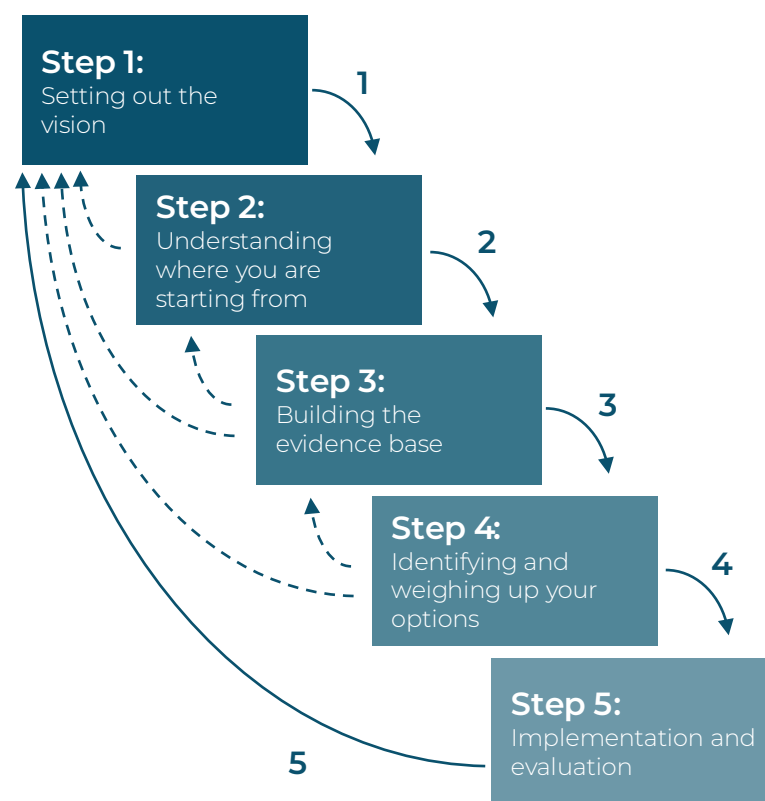 Step 1:
Setting out the
vision
1
Step 2:
Understanding
where you are
starting from
2
Step 3:
Building the
evidence base
3
Step 4:
Identifying and
weighing up your
options
4
Step 5:
Implementation and
evaluation
5